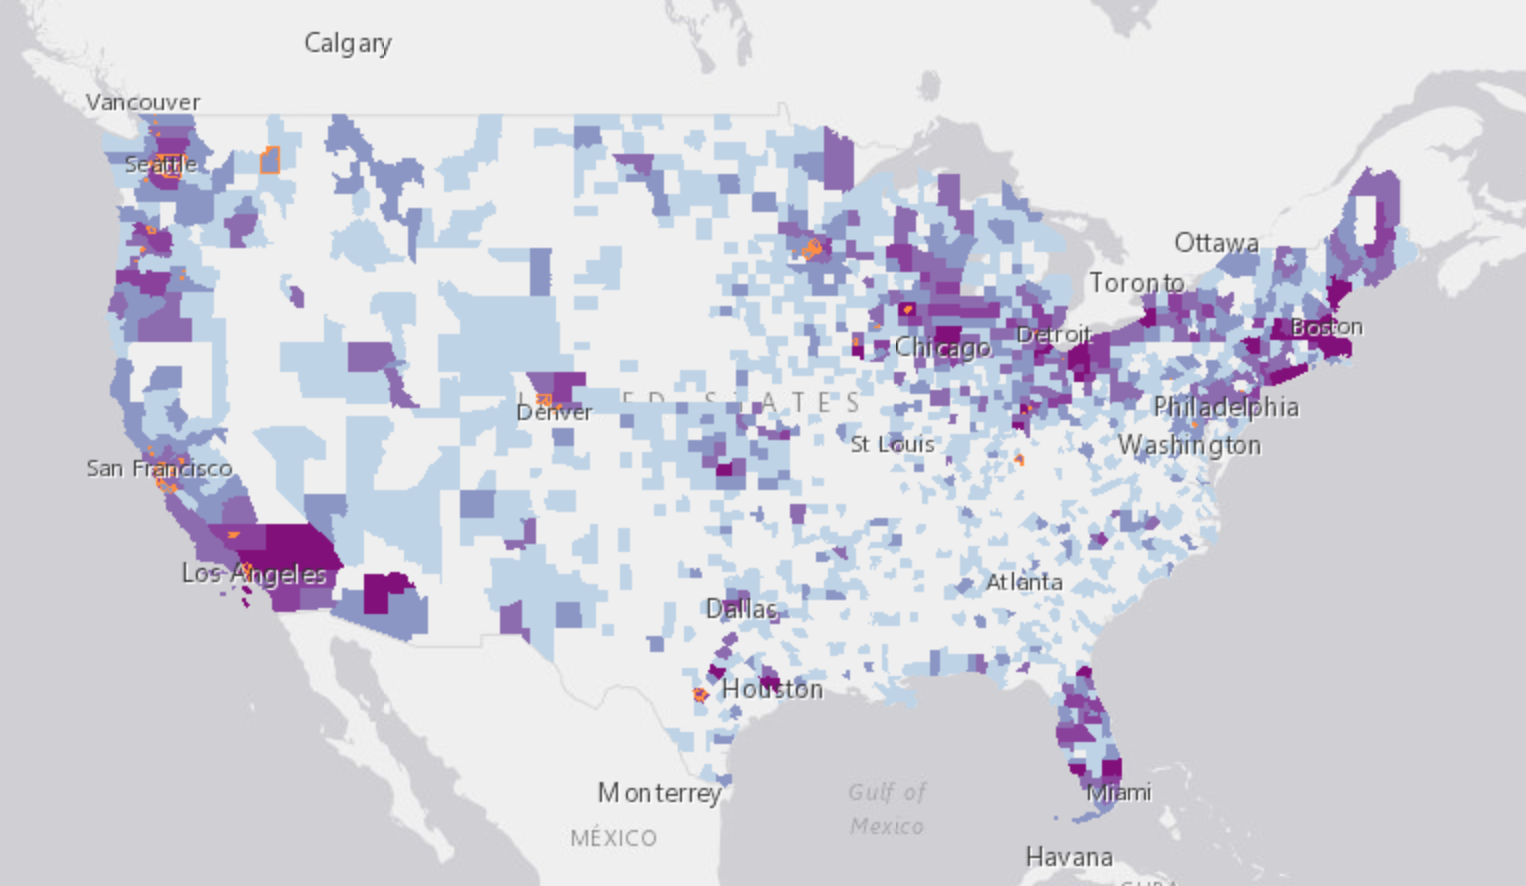 Calgary
Vancouver
Seattle
Ottawa
Toronto
Boston
Detroit
Chicago
Denver
STATES
Philadelphia
St Louis
Washington
San Francisco
Los Angeles
Atlanta
Dallas
Houston
Monterrey
Gulf of
Mexico
Miami
MÉXICO
Havana